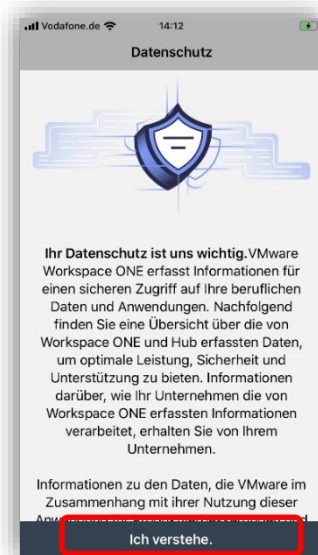 Vodafone.de 14:12
Datenschutz
Ihr Datenschutz ist uns wichtig.VMware
Workspace ONE erfasst Informationen für
einen sicheren Zugriff auf Ihre beruflichen
Daten und Anwendungen. Nachfolgend
finden Sie eine Übersicht über die von
Workspace ONE und Hub erfassten Daten,
um optimale Leistung, Sicherheit und
Unterstützung zu bieten. Informationen
darüber, wie Ihr Unternehmen die von
Workspace ONE erfassten Informationen
verarbeitet, erhalten Sie von Ihrem
Unternehmen.
Informationen zu den Daten, die VMware im
Zusammenhang mit ihrer Nutzung dieser
Ich verstehe.